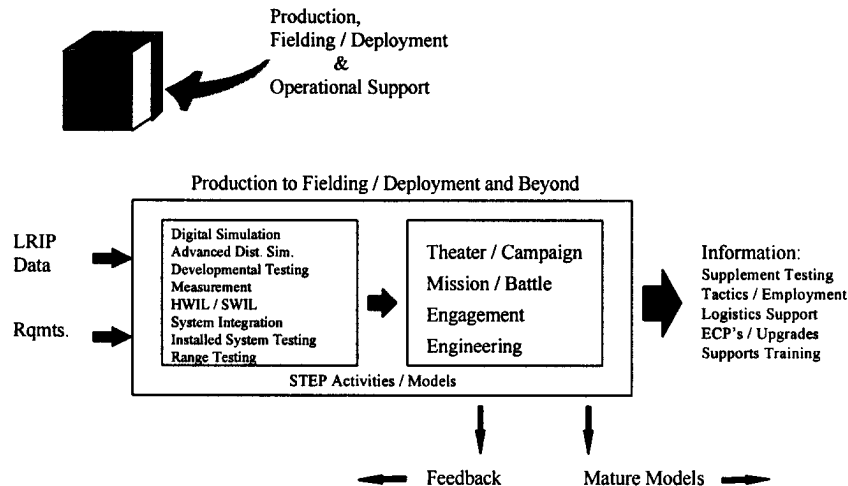 Production,
Fielding / Deployment
&
Operational Support
Production to Fielding / Deployment and Beyond
LRIP
Data
Rqmts.
Digital Simulation
Advanced Dist. Sim.
Developmental Testing
Measurement
HWIL / SWIL
System Integration
Installed System Testing
Range Testing
Theater / Campaign
Mission / Battle
Engagement
Engineering
STEP Activities / Models
Information:
Supplement Testing
Tactics / Employment
Logistics Support
ECP's / Upgrades
Supports Training
Feedback
Mature Models